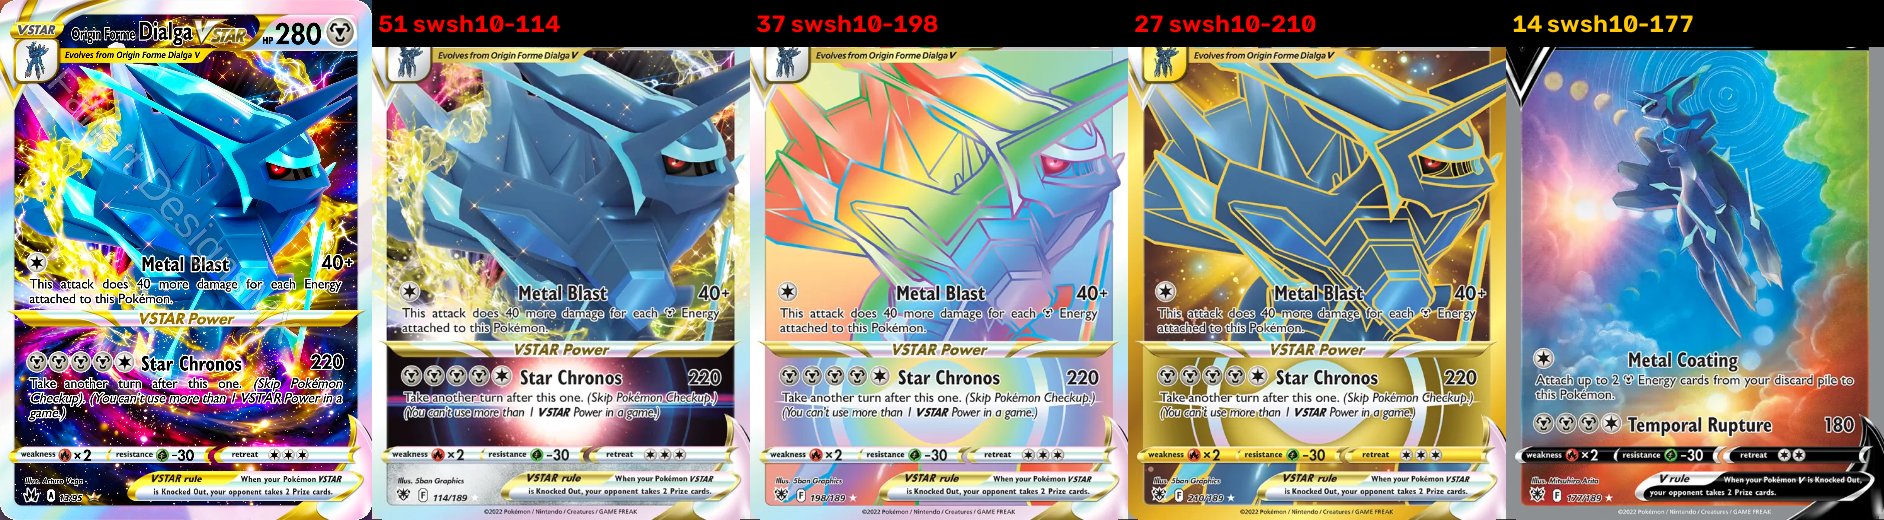 VSTAR
Origin Forme Dialga VSTAR HP 280
Evolves from Origin Forme Dialga V
Fanart Design
Metal Blast 40+
This attack does 40 more damage for each Energy
attached to this Pokémon.
VSTAR Power
Star Chronos 220
Take another turn after this one. (Skip Pokémon
Checkup). (You can't use more than 1 VSTAR Power in a
game.)
weakness ×2 resistance -30 retreat
Illus. Arturo Vega
VSTAR rule When your Pokémon VSTAR
is Knocked Out, your opponent takes 2 Prize cards.
A 13/95
51 swsh10-114
Evolves from Origin Forme Dialga V
Metal Blast 40+
This attack does 40 more damage for each Energy
attached to this Pokémon.
VSTAR Power
Star Chronos 220
Take another turn after this one. (Skip Pokémon Checkup.)
(You can't use more than 1 VSTAR Power in a game.)
weakness ×2 resistance -30 retreat
Illus. 5ban Graphics
VSTAR rule When your Pokémon VSTAR
is Knocked Out, your opponent takes 2 Prize cards.
F 114/189
©2022 Pokémon / Nintendo / Creatures / GAME FREAK
37 swsh10-198
Evolves from Origin Forme Dialga V
Metal Blast 40+
This attack does 40 more damage for each Energy
attached to this Pokémon.
VSTAR Power
Star Chronos 220
Take another turn after this one. (Skip Pokémon Checkup.)
(You can't use more than 1 VSTAR Power in a game.)
weakness ×2 resistance -30 retreat
Illus. 5ban Graphics
VSTAR rule When your Pokémon VSTAR
is Knocked Out, your opponent takes 2 Prize cards.
F 198/189
©2022 Pokémon / Nintendo / Creatures / GAME FREAK
27 swsh10-210
Evolves from Origin Forme Dialga V
Metal Blast 40+
This attack does 40 more damage for each Energy
attached to this Pokémon.
VSTAR Power
Star Chronos 220
Take another turn after this one. (Skip Pokémon Checkup.)
(You can't use more than 1 VSTAR Power in a game.)
weakness ×2 resistance -30 retreat
Illus. 5ban Graphics
VSTAR rule When your Pokémon VSTAR
is Knocked Out, your opponent takes 2 Prize cards.
F 210/189
©2022 Pokémon / Nintendo / Creatures / GAME FREAK
14 swsh10-177
Metal Coating
Attach up to 2 Energy cards from your discard pile to
this Pokémon.
Temporal Rupture 180
weakness ×2 resistance -30 retreat
Illus. Mitsuhiro Arita
V rule When your Pokémon V is Knocked Out,
your opponent takes 2 Prize cards.
F 177/189
©2022 Pokémon / Nintendo / Creatures / GAME FREAK